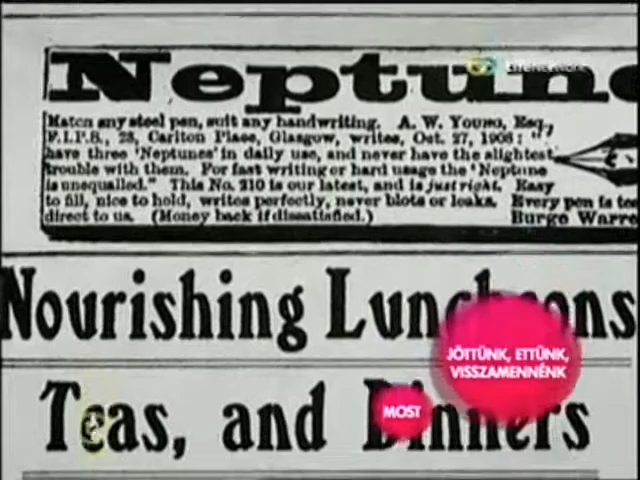 Neptune
LifeNetwork
Match any steel pen, suit any handwriting. A. W. YOUNG, Esq.,
F.I.P.S., 23, Carlton Place, Glasgow, writes, Oct. 27, 1908: "I
have three 'Neptunes' in daily use, and never have the slightest
trouble with them. For fast writing or hard usage the 'Neptune
is unequalled." This No. 210 is our latest, and is just right. Easy
to fill, nice to hold, writes perfectly, never blots or leaks. Every pen is
direct to us. (Money back if dissatisfied.) Burge Warre
Nourishing Luncheons
JÖTTÜNK, ETTÜNK,
VISSZAMENNÉNK
MOST
Teas, and Dinners